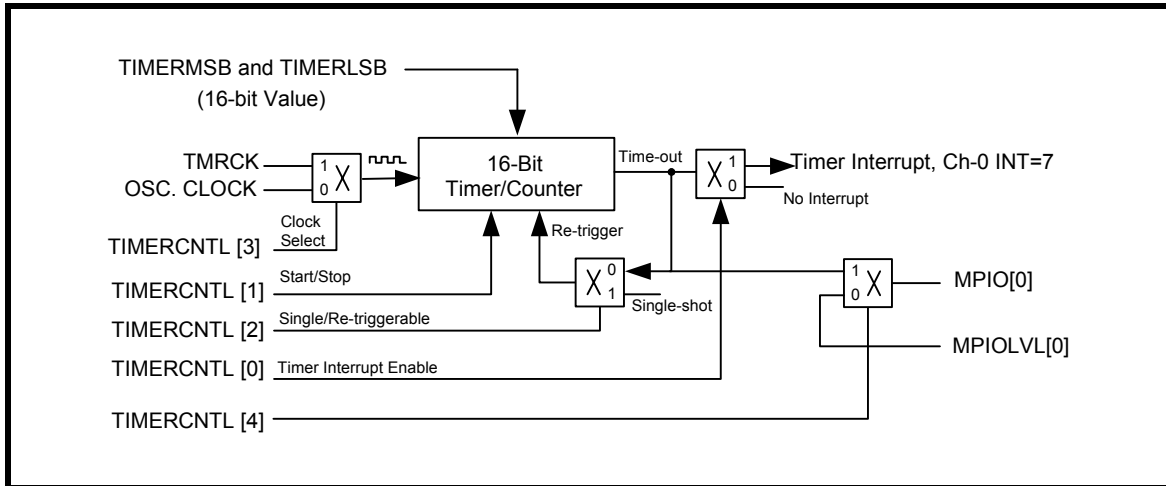 TIMERMSB and TIMERLSB
(16-bit Value)
TMRCK
OSC. CLOCK
1
0
X
16-Bit
Timer/Counter
Time-out
X
1
0
Timer Interrupt, Ch-0 INT=7
No Interrupt
Clock
Select
TIMERCNTL [3]
Re-trigger
Start/Stop
TIMERCNTL [1]
X
0
1
Single-shot
1
0
X
MPIO[0]
Single/Re-triggerable
TIMERCNTL [2]
MPIOLVL[0]
TIMERCNTL [0]
Timer Interrupt Enable
TIMERCNTL [4]